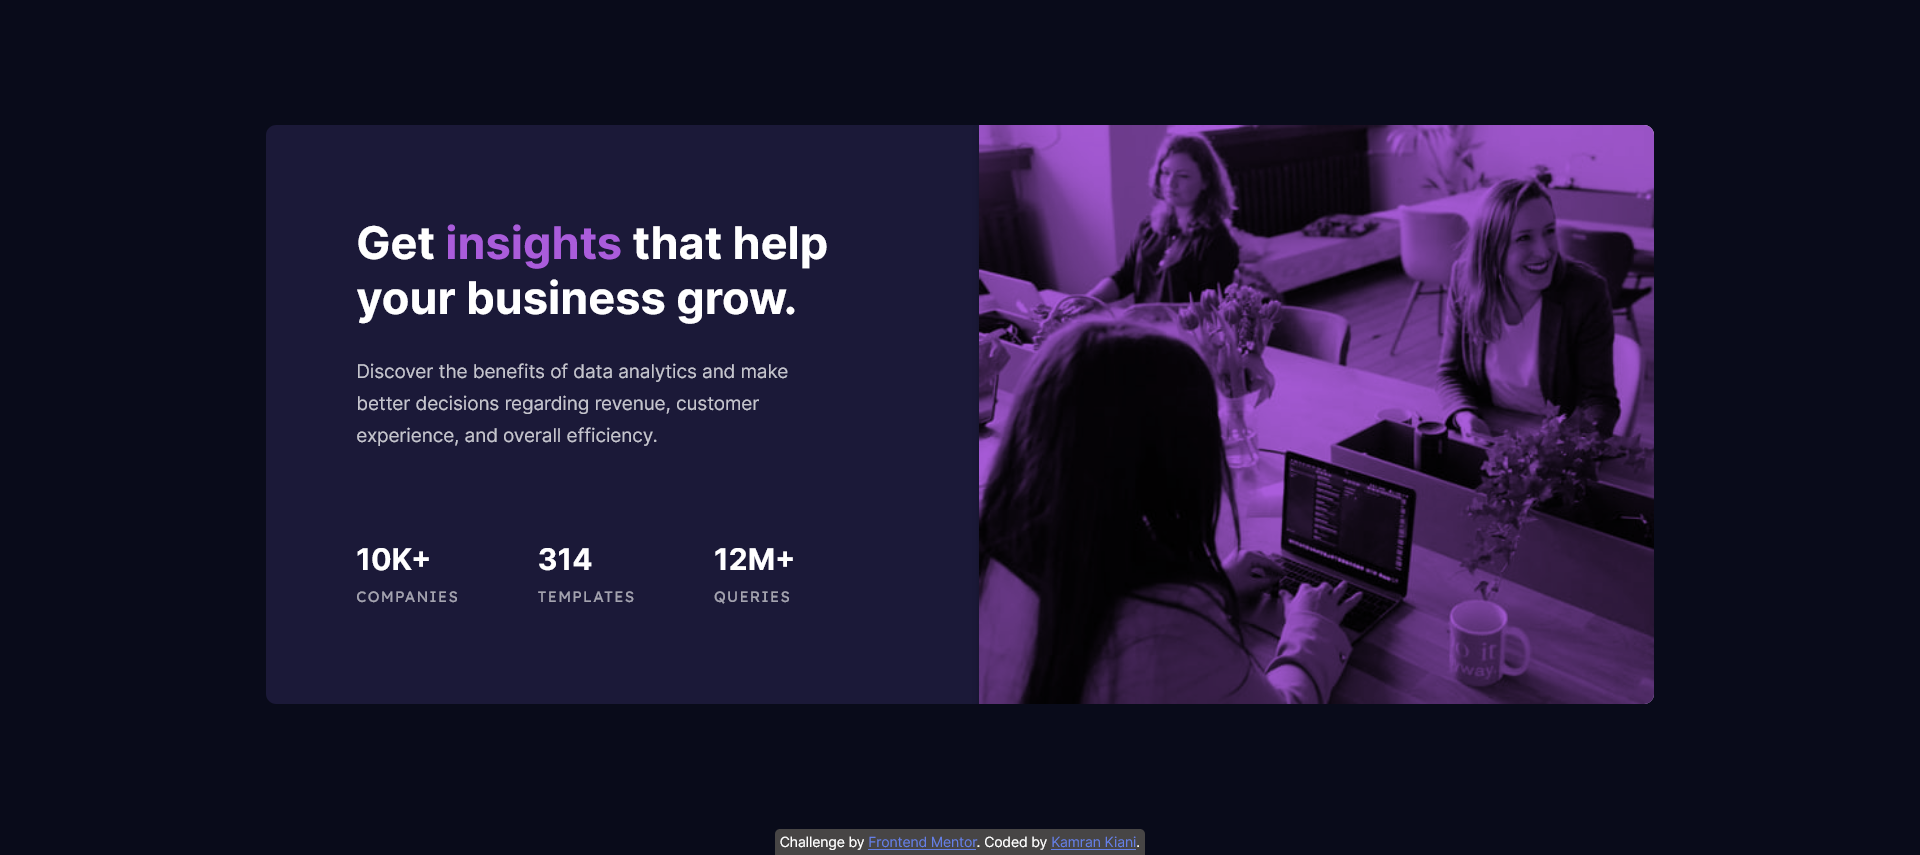 Get insights that help
your business grow.
Discover the benefits of data analytics and make
better decisions regarding revenue, customer
experience, and overall efficiency.
10K+ 314 12M+
COMPANIES TEMPLATES QUERIES
Challenge by Frontend Mentor. Coded by Kamran Kiani.